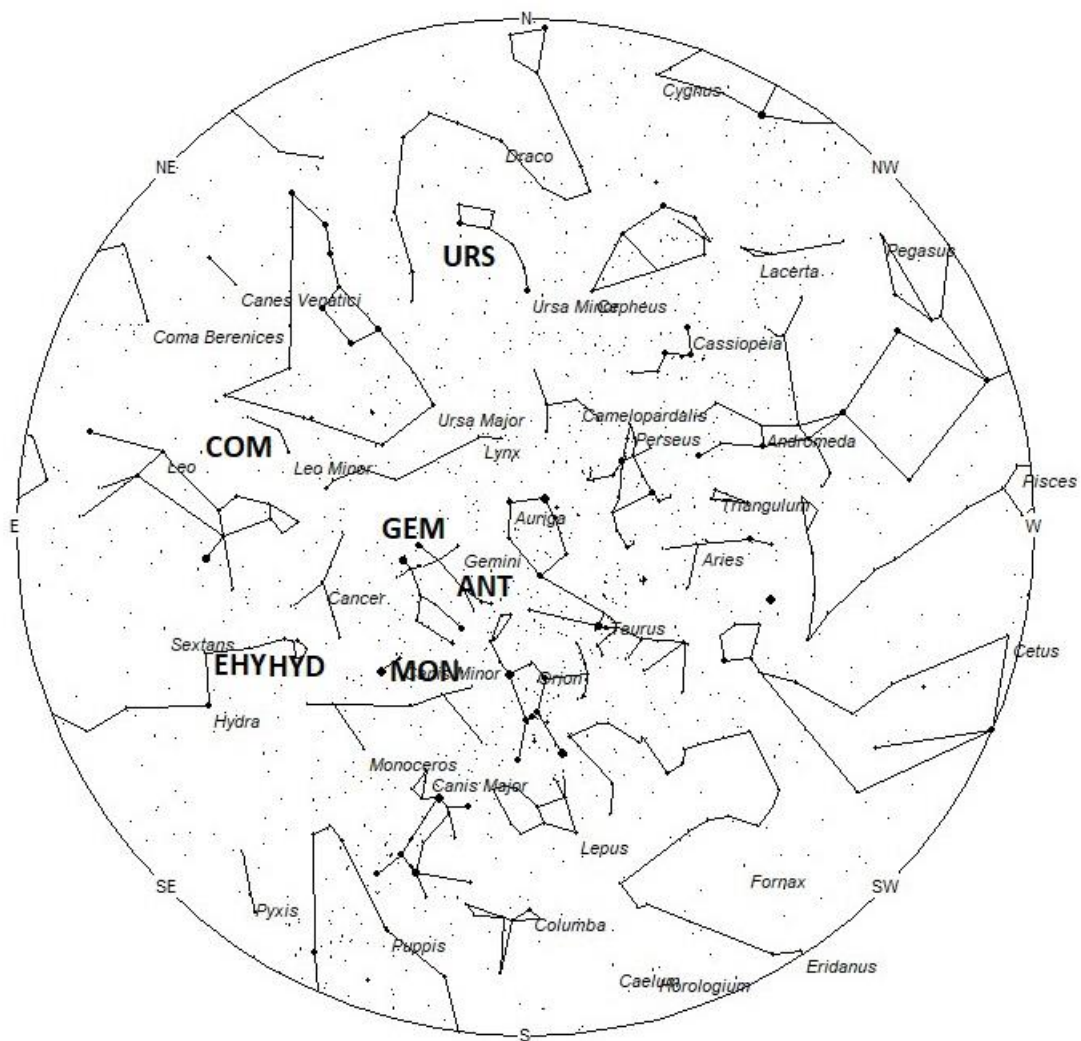 N
Cygnus
Draco
NE
NW
URS
Pegasus
Lacerta
Canes Venatici
Ursa Minor
Cepheus
Coma Berenices
Cassiopeia
Ursa Major
Camelopardalis
COM
Perseus
Andromeda
Lynx
Leo
Leo Minor
Pisces
Triangulum
E
GEM
Auriga
W
Gemini
Aries
ANT
Cancer
Taurus
Sextans
Cetus
EHYHYD
MON
Canis Minor
Orion
Hydra
Monoceros
Canis Major
Lepus
SE
Fornax
SW
Pyxis
Columba
Puppis
Eridanus
Caelum
Horologium
S